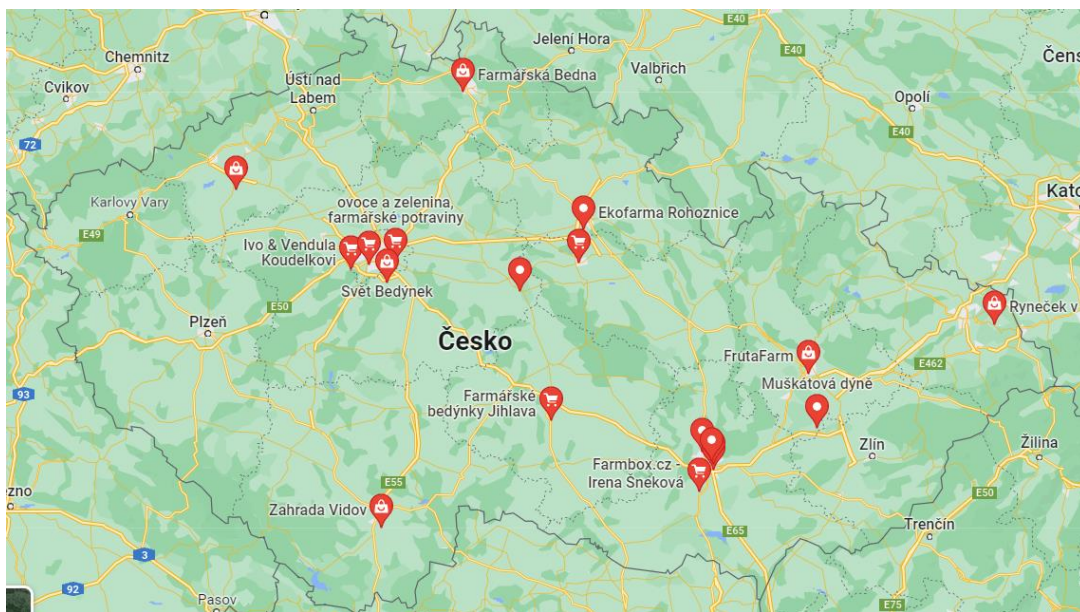 E40
Jelení Hora
E40
Chemnitz
Farmářská Bedna
Valbřich
Čens
Cvikov
Ústí nad
Labem
Opolí
E40
72
Karlovy Vary
ovoce a zelenina,
farmářské potraviny
Kato
Ekofarma Rohoznice
E49
Ivo & Vendula
Koudelkovi
Svět Bedýnek
E50
Ryneček v
Plzeň
Česko
FrutaFarm
E462
Muškátová dýně
93
Farmářské
bedýnky Jihlava
Zlín
Žilina
Farmbox.cz -
Irena Šneková
E55
E50
ezno
Zahrada Vidov
Trenčín
E65
3
92
Pasov
E75